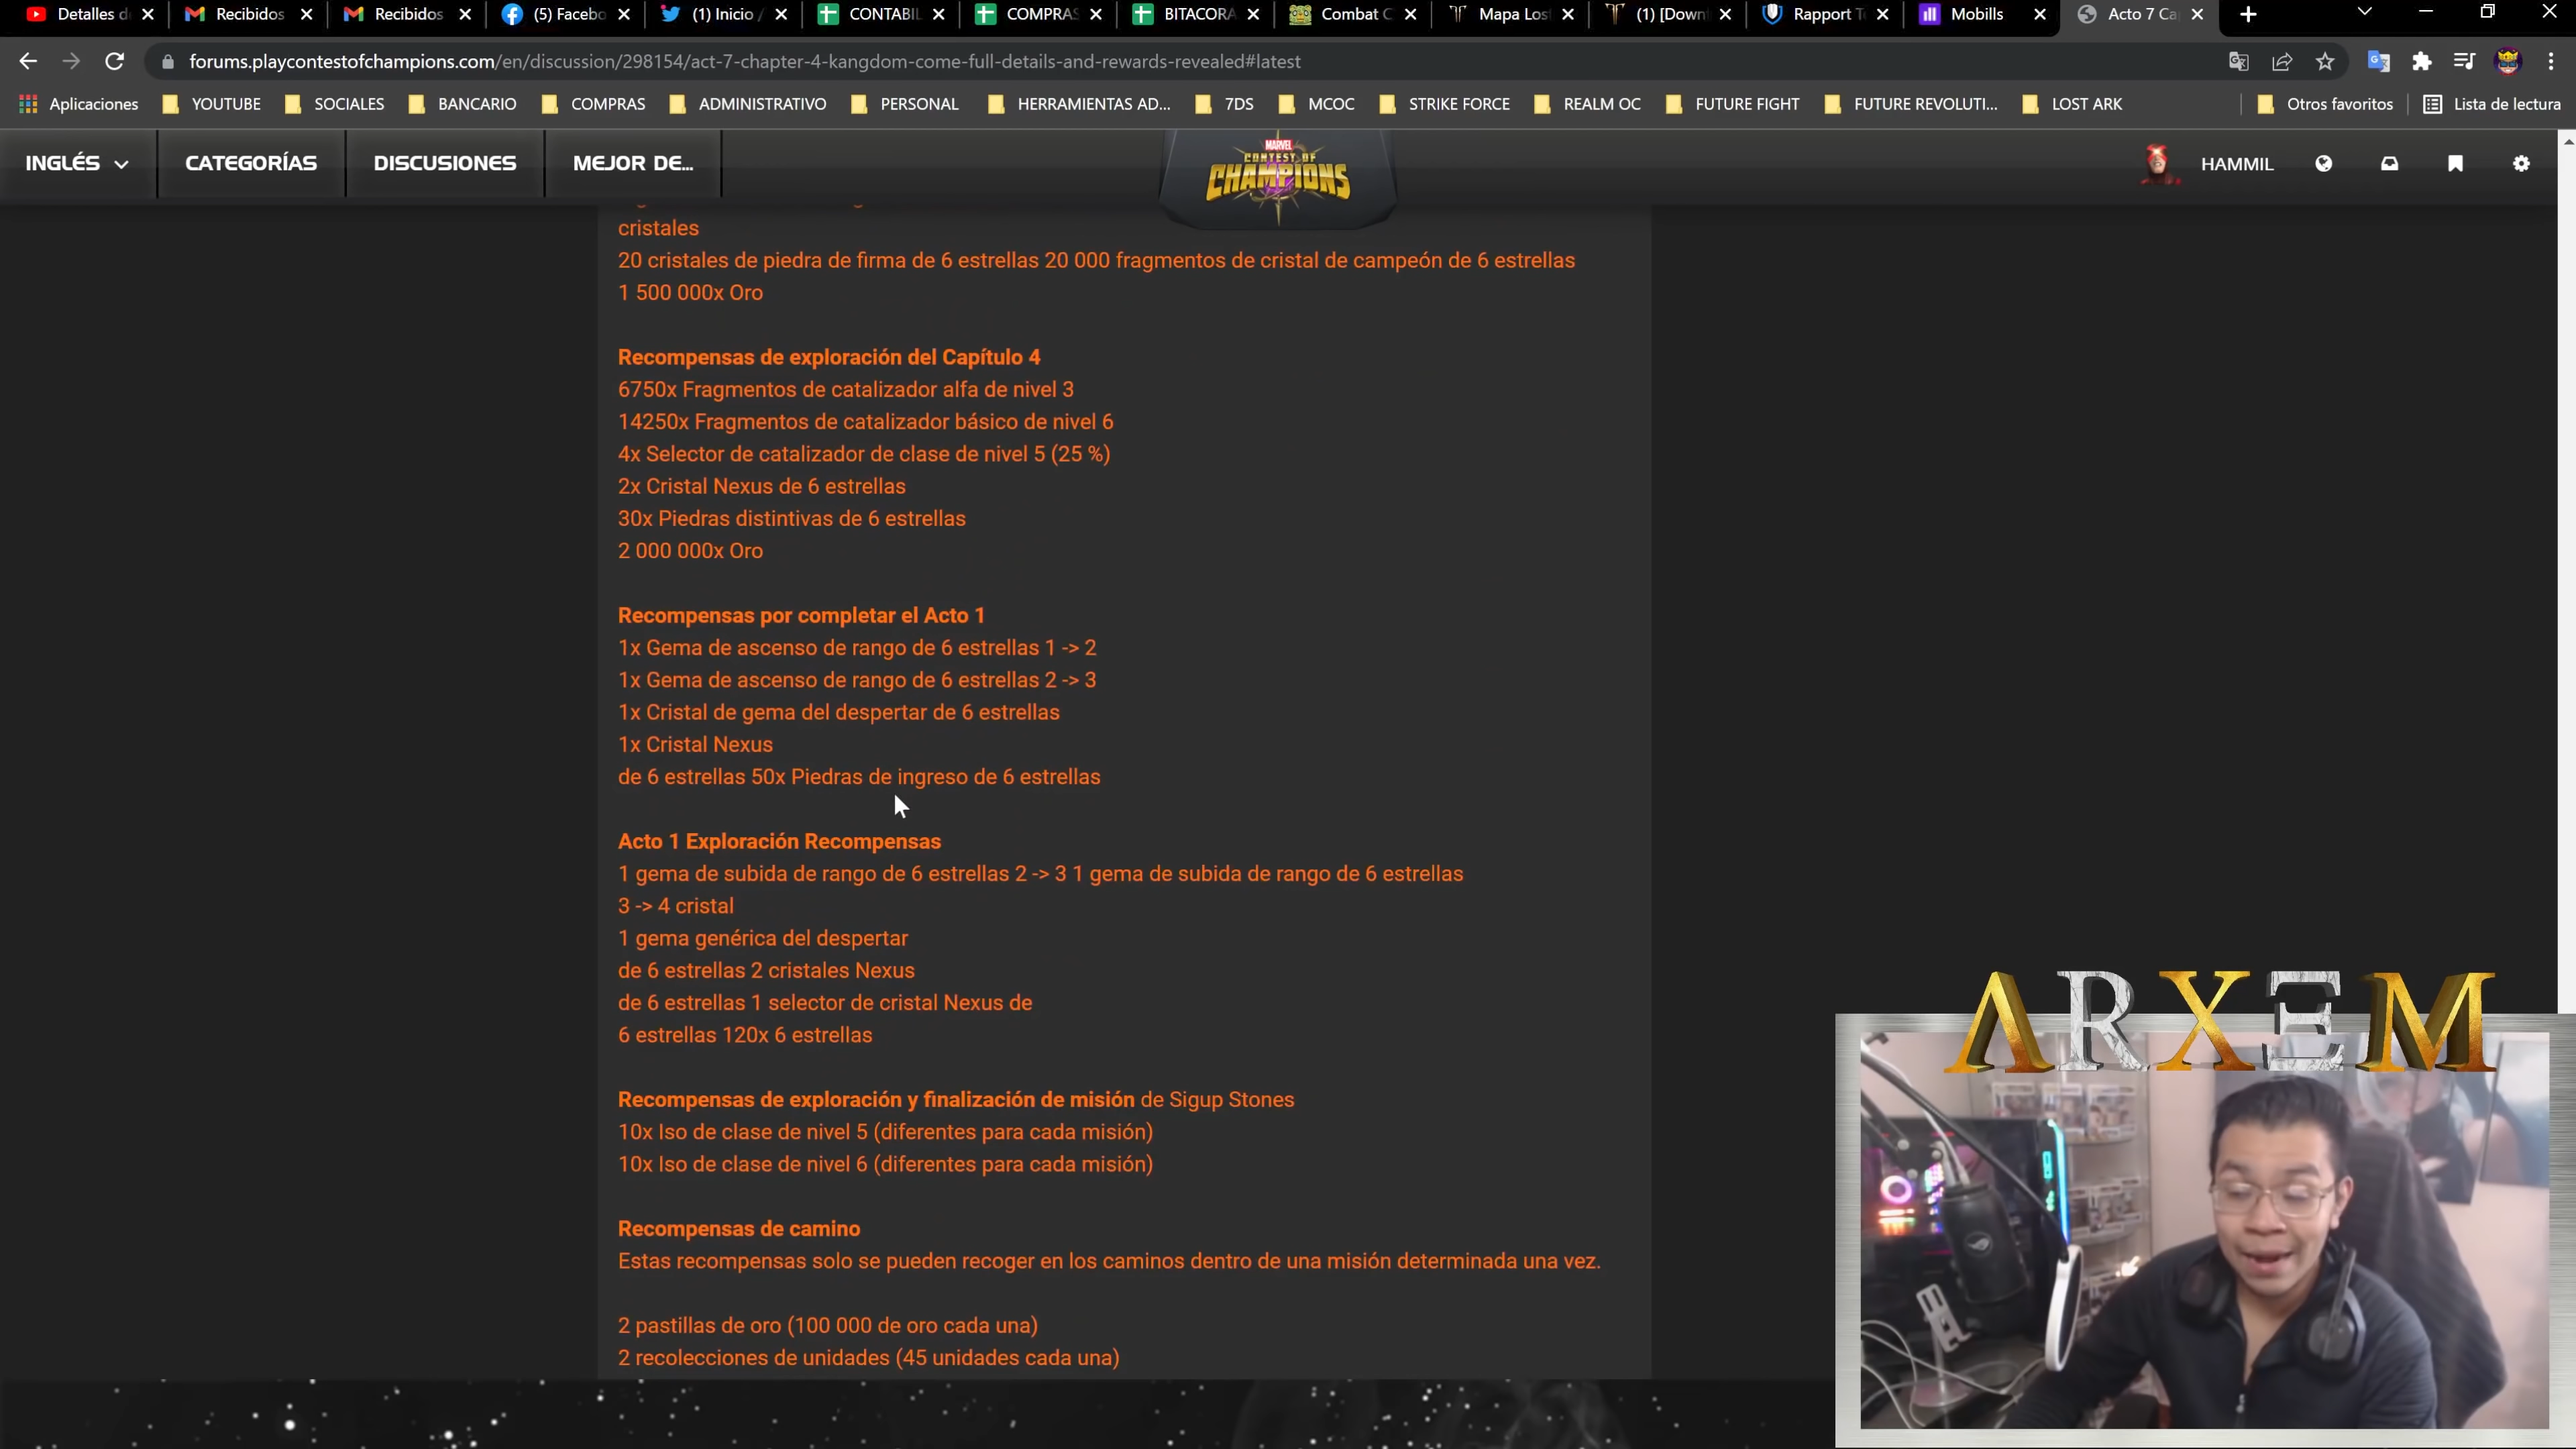 Detalles d
Recibidos
Recibidos
(5) Facebo
(1) Inicio /
CONTABIL
COMPRAS
BITACORA
Combat C
Mapa Los
(1) [Down
Rapport T
Mobills
Acto 7 Ca
forums.playcontestofchampions.com/en/discussion/298154/act-7-chapter-4-kangdom-come-full-details-and-rewards-revealed#latest
Aplicaciones
YOUTUBE
SOCIALES
BANCARIO
COMPRAS
ADMINISTRATIVO
PERSONAL
HERRAMIENTAS AD...
7DS
MCOC
STRIKE FORCE
REALM OC
FUTURE FIGHT
FUTURE REVOLUTI...
LOST ARK
Otros favoritos
Lista de lectura
INGLÉS
CATEGORÍAS
DISCUSIONES
MEJOR DE...
MARVEL
CONTEST OF
CHAMPIONS
HAMMIL
cristales
20 cristales de piedra de firma de 6 estrellas 20 000 fragmentos de cristal de campeón de 6 estrellas
1 500 000x Oro
Recompensas de exploración del Capítulo 4
6750x Fragmentos de catalizador alfa de nivel 3
14250x Fragmentos de catalizador básico de nivel 6
4x Selector de catalizador de clase de nivel 5 (25 %)
2x Cristal Nexus de 6 estrellas
30x Piedras distintivas de 6 estrellas
2 000 000x Oro
Recompensas por completar el Acto 1
1x Gema de ascenso de rango de 6 estrellas 1 -> 2
1x Gema de ascenso de rango de 6 estrellas 2 -> 3
1x Cristal de gema del despertar de 6 estrellas
1x Cristal Nexus
de 6 estrellas 50x Piedras de ingreso de 6 estrellas
Acto 1 Exploración Recompensas
1 gema de subida de rango de 6 estrellas 2 -> 3 1 gema de subida de rango de 6 estrellas
3 -> 4 cristal
1 gema genérica del despertar
de 6 estrellas 2 cristales Nexus
de 6 estrellas 1 selector de cristal Nexus de
6 estrellas 120x 6 estrellas
Recompensas de exploración y finalización de misión de Sigup Stones
10x Iso de clase de nivel 5 (diferentes para cada misión)
10x Iso de clase de nivel 6 (diferentes para cada misión)
Recompensas de camino
Estas recompensas solo se pueden recoger en los caminos dentro de una misión determinada una vez.
2 pastillas de oro (100 000 de oro cada una)
2 recolecciones de unidades (45 unidades cada una)
ΛRXΞM